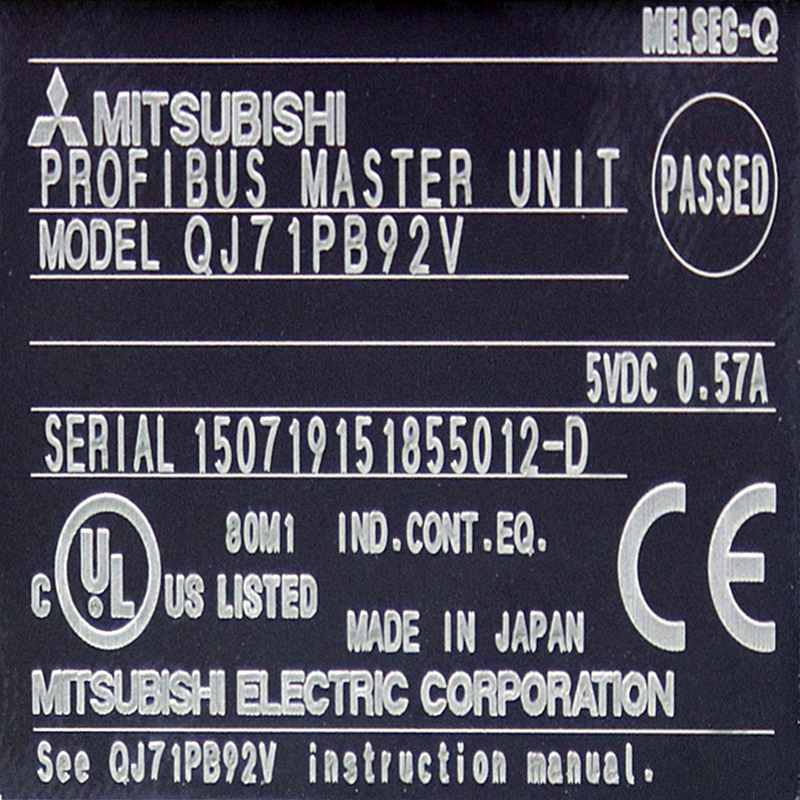 MELSEC-Q
MITSUBISHI
PROFIBUS MASTER UNIT
PASSED
MODEL QJ71PB92V
5VDC 0.57A
SERIAL 150719151855012-D
80M1 IND.CONT.EQ.
C UL US LISTED
CE
MADE IN JAPAN
MITSUBISHI ELECTRIC CORPORATION
See QJ71PB92V instruction manual.